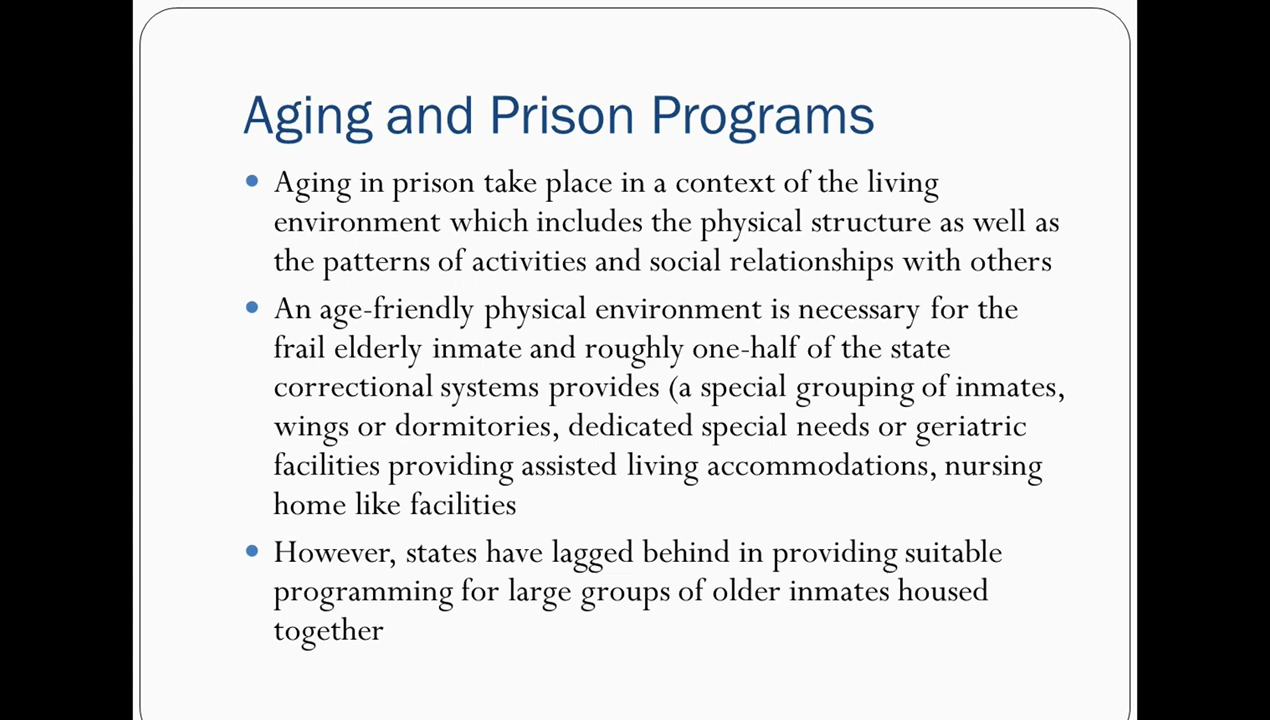 Aging and Prison Programs
Aging in prison take place in a context of the living
environment which includes the physical structure as well as
the patterns of activities and social relationships with others
An age-friendly physical environment is necessary for the
frail elderly inmate and roughly one-half of the state
correctional systems provides (a special grouping of inmates,
wings or dormitories, dedicated special needs or geriatric
facilities providing assisted living accommodations, nursing
home like facilities
However, states have lagged behind in providing suitable
programming for large groups of older inmates housed
together